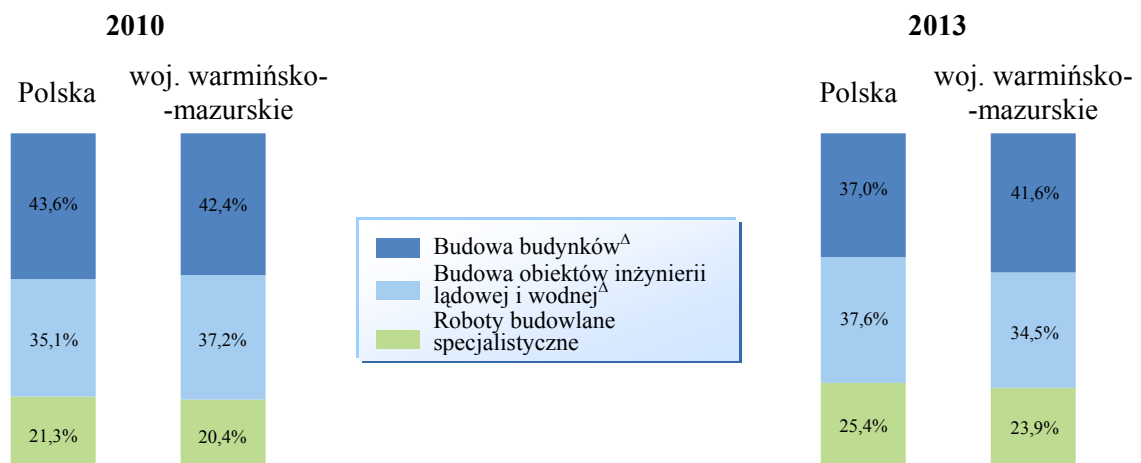 2010
Polska
woj. warmińsko-
-mazurskie
43,6%
42,4%
35,1%
37,2%
21,3%
20,4%
Budowa budynków^Δ
Budowa obiektów inżynierii
lądowej i wodnej^Δ
Roboty budowlane
specjalistyczne
2013
Polska
woj. warmińsko-
-mazurskie
37,0%
41,6%
37,6%
34,5%
25,4%
23,9%